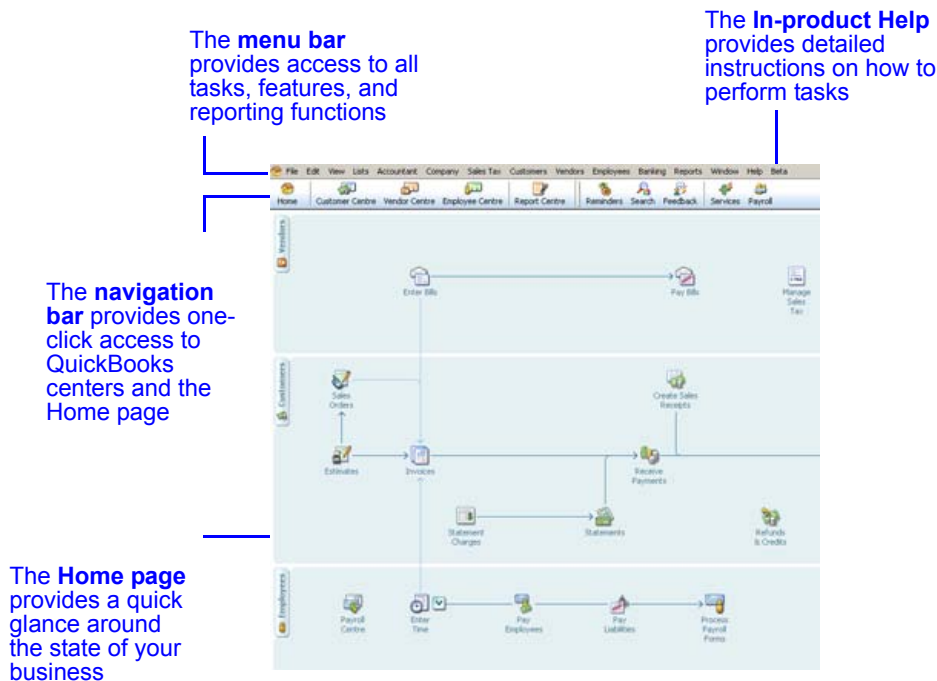 The menu bar
provides access to all
tasks, features, and
reporting functions
The In-product Help
provides detailed
instructions on how to
perform tasks
File Edit View Lists Accountant Company Sales Tax Customers Vendors Employees Banking Reports Window Help Beta
Home Customer Centre Vendor Centre Employee Centre Report Centre Reminders Search Feedback Services Payroll
The navigation
bar provides one-
click access to
QuickBooks
centers and the
Home page
The Home page
provides a quick
glance around
the state of your
business
Vendors
Enter Bills
Pay Bills
Manage
Sales
Tax
Customers
Sales
Orders
Create Sales
Receipts
Estimates
Invoices
Receive
Payments
Statement
Charges
Statements
Refunds
& Credits
Employees
Payroll
Centre
Enter
Time
Pay
Employees
Pay
Liabilities
Process
Payroll
Forms